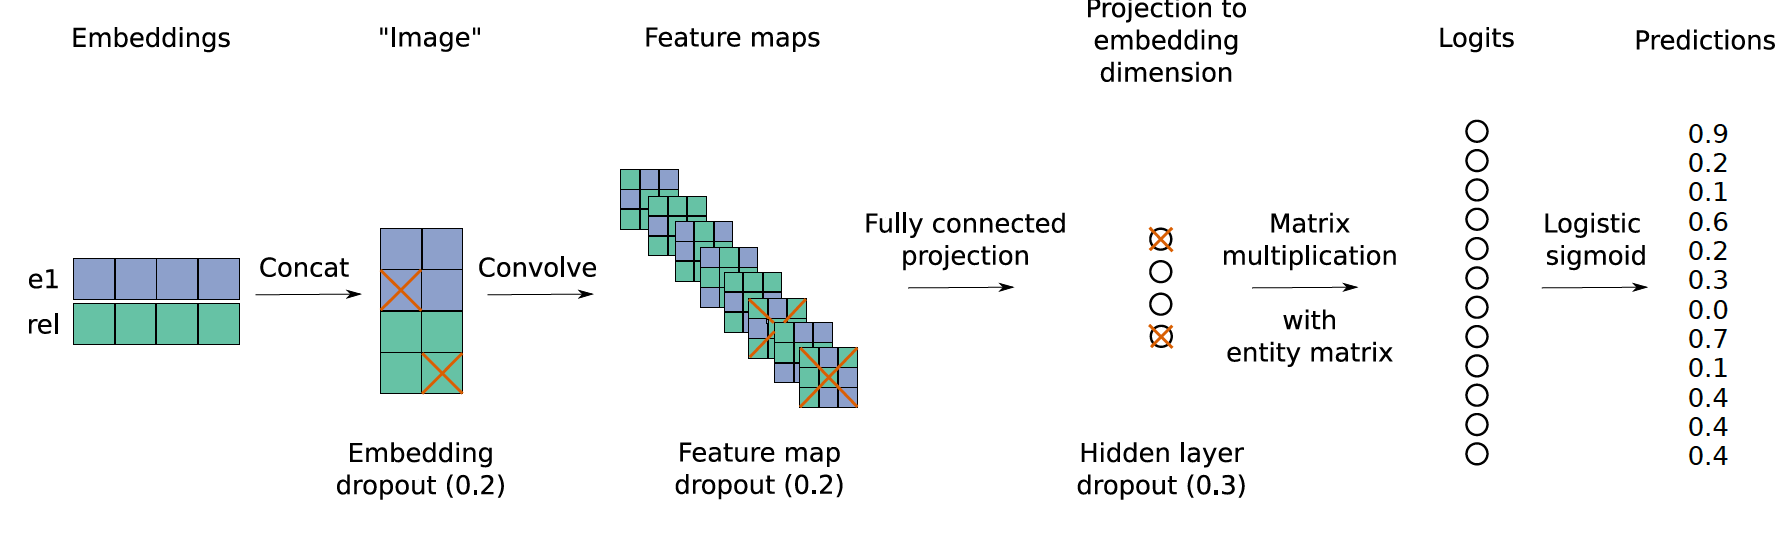 Embeddings
"Image"
Feature maps
Projection to
embedding
dimension
Logits
Predictions
e1
rel
Concat
Convolve
Fully connected
projection
Matrix
multiplication
with
entity matrix
Logistic
sigmoid
0.9
0.2
0.1
0.6
0.2
0.3
0.0
0.7
0.1
0.4
0.4
0.4
Embedding
dropout (0.2)
Feature map
dropout (0.2)
Hidden layer
dropout (0.3)